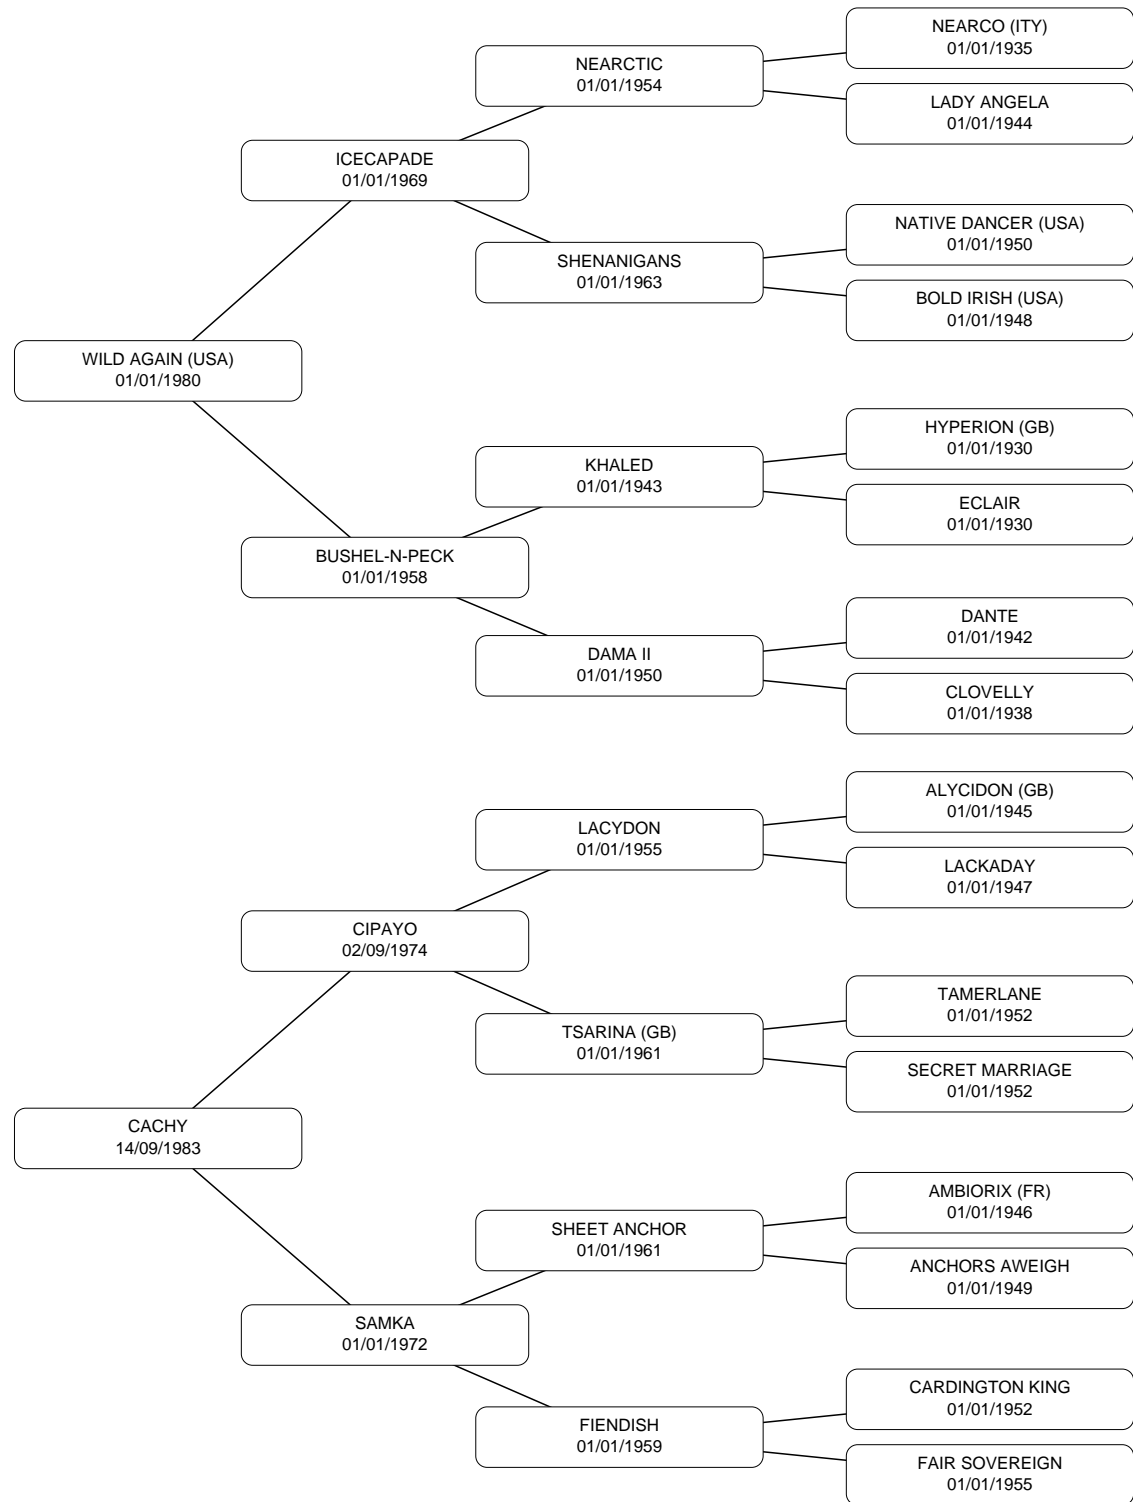 NEARCO (ITY)
01/01/1935
NEARCTIC
01/01/1954
LADY ANGELA
01/01/1944
ICECAPADE
01/01/1969
NATIVE DANCER (USA)
01/01/1950
SHENANIGANS
01/01/1963
BOLD IRISH (USA)
01/01/1948
WILD AGAIN (USA)
01/01/1980
HYPERION (GB)
01/01/1930
KHALED
01/01/1943
ECLAIR
01/01/1930
BUSHEL-N-PECK
01/01/1958
DANTE
01/01/1942
DAMA II
01/01/1950
CLOVELLY
01/01/1938
ALYCIDON (GB)
01/01/1945
LACYDON
01/01/1955
LACKADAY
01/01/1947
CIPAYO
02/09/1974
TAMERLANE
01/01/1952
TSARINA (GB)
01/01/1961
SECRET MARRIAGE
01/01/1952
CACHY
14/09/1983
AMBIORIX (FR)
01/01/1946
SHEET ANCHOR
01/01/1961
ANCHORS AWEIGH
01/01/1949
SAMKA
01/01/1972
CARDINGTON KING
01/01/1952
FIENDISH
01/01/1959
FAIR SOVEREIGN
01/01/1955